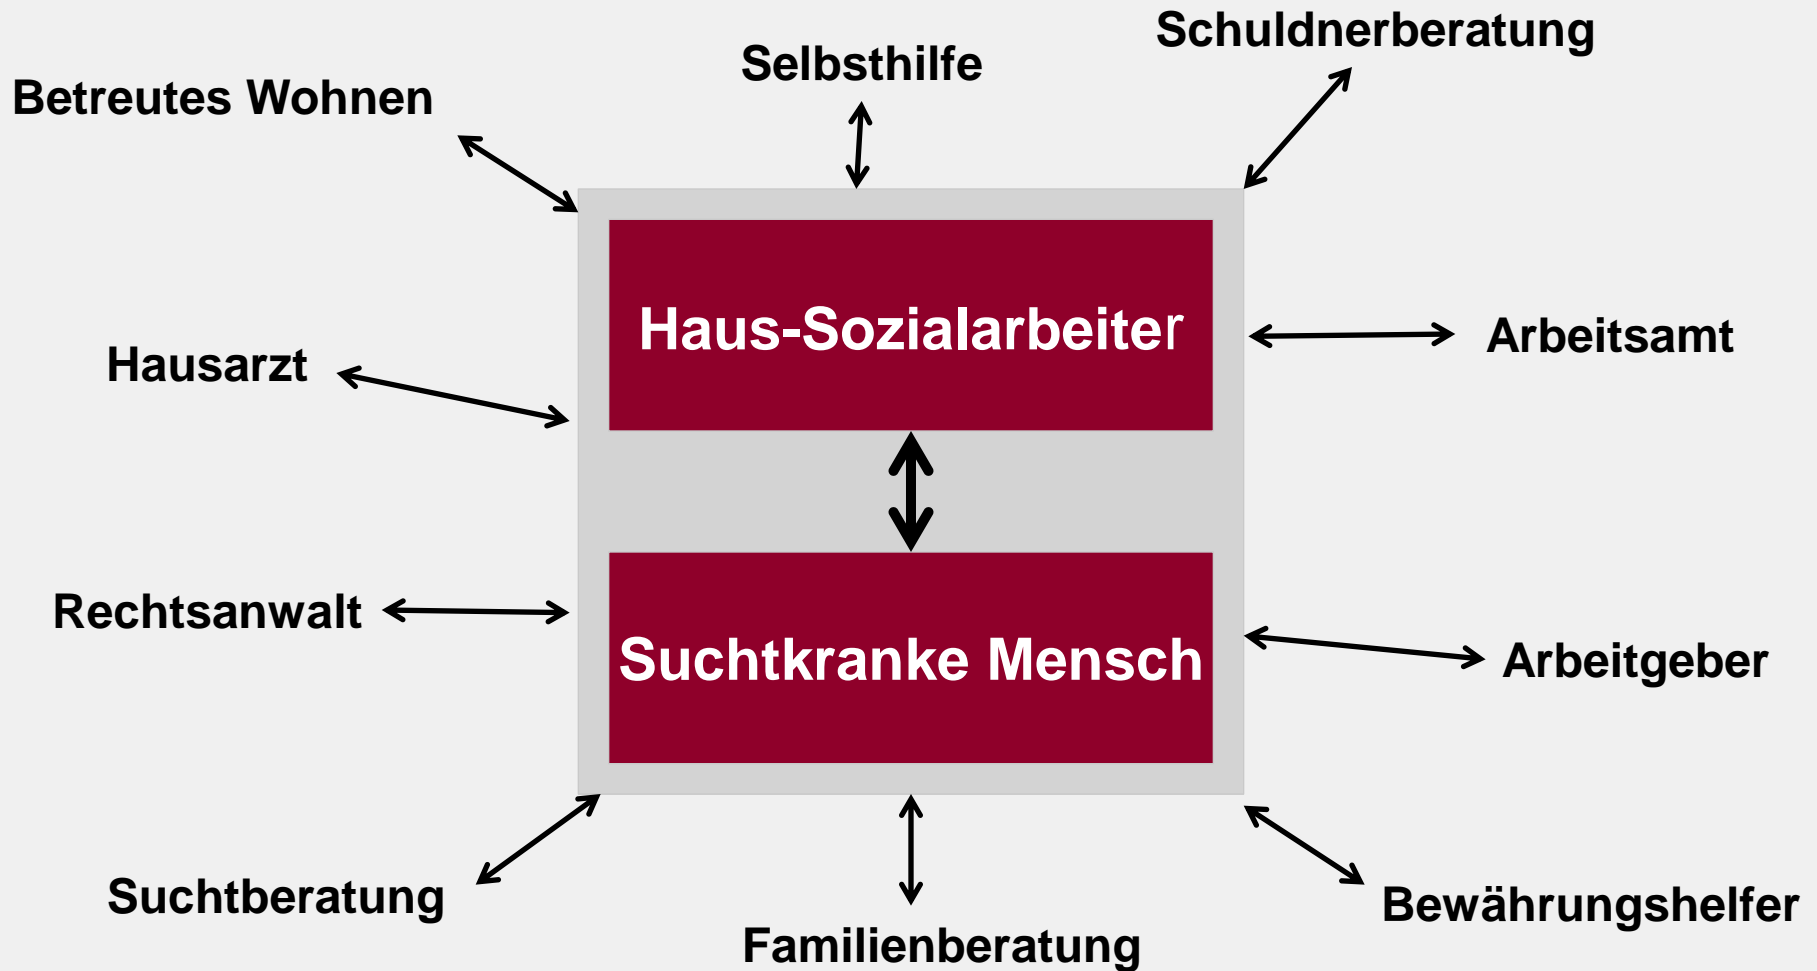 Schuldnerberatung
Selbsthilfe
Betreutes Wohnen
Haus-Sozialarbeiter
Arbeitsamt
Hausarzt
Rechtsanwalt
Suchtkranke Mensch
Arbeitgeber
Suchtberatung
Bewährungshelfer
Familienberatung